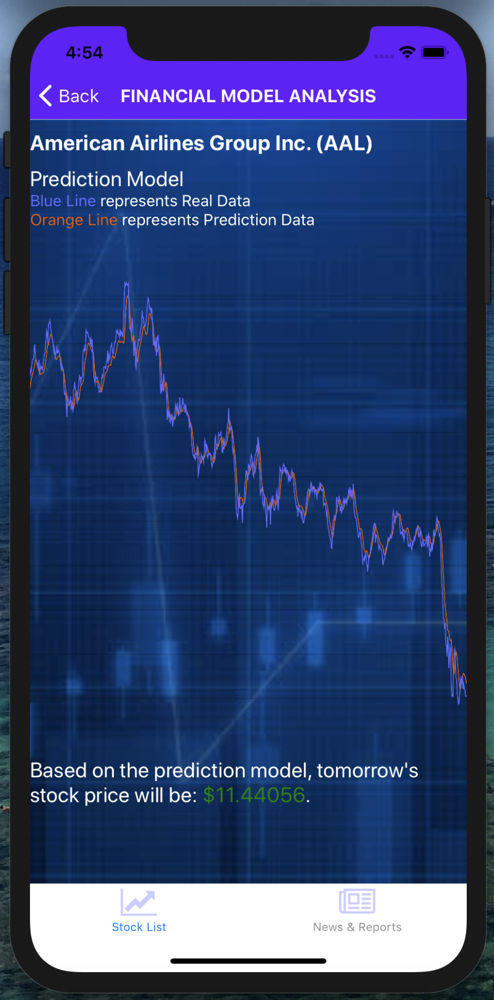 4:54
Back FINANCIAL MODEL ANALYSIS
American Airlines Group Inc. (AAL)
Prediction Model
Blue Line represents Real Data
Orange Line represents Prediction Data
Based on the prediction model, tomorrow's
stock price will be: $11.44056.
Stock List News & Reports